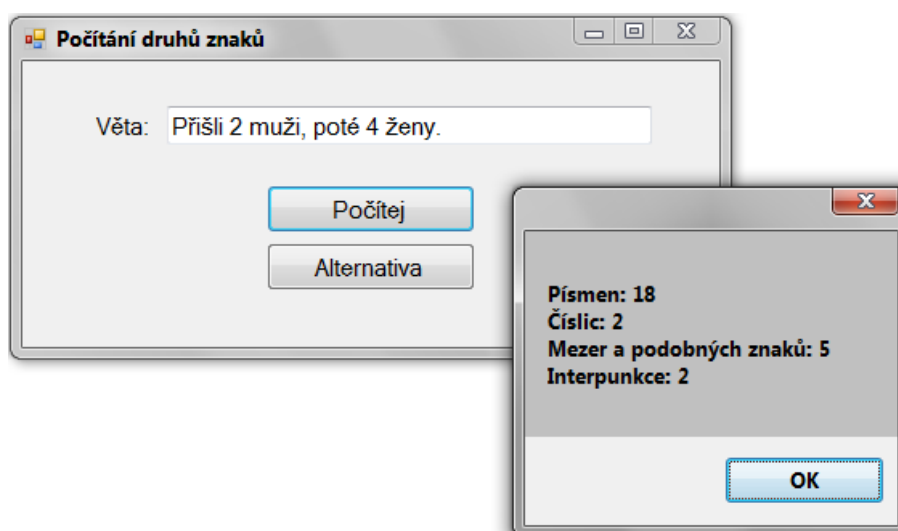 Počítání druhů znaků
Věta: Přišli 2 muži, poté 4 ženy.
Počítej
Alternativa
Písmen: 18
Číslic: 2
Mezer a podobných znaků: 5
Interpunkce: 2
OK